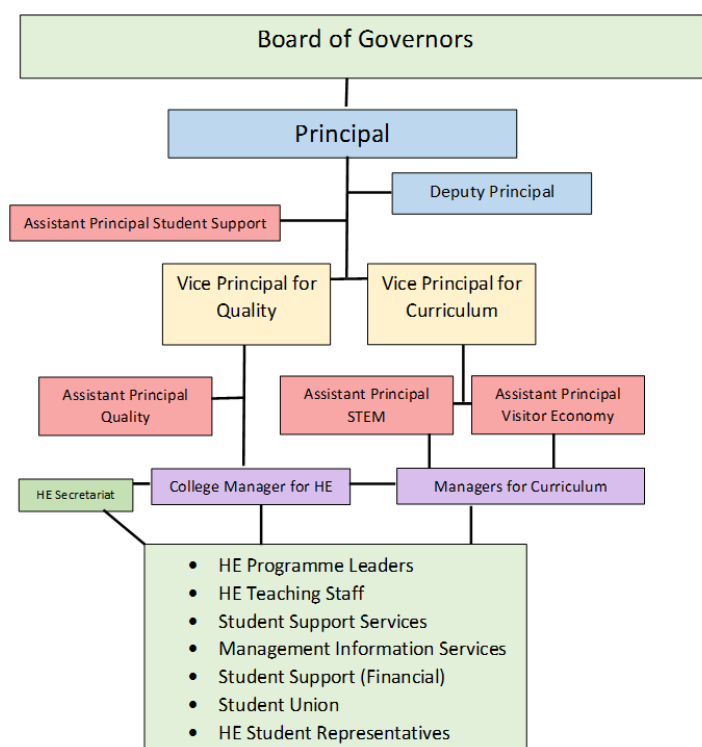 Board of Governors
Principal
Deputy Principal
Assistant Principal Student Support
Vice Principal for
Quality
Vice Principal for
Curriculum
Assistant Principal
Quality
Assistant Principal
STEM
Assistant Principal
Visitor Economy
HE Secretariat
College Manager for HE
Managers for Curriculum
• HE Programme Leaders
• HE Teaching Staff
• Student Support Services
• Management Information Services
• Student Support (Financial)
• Student Union
• HE Student Representatives